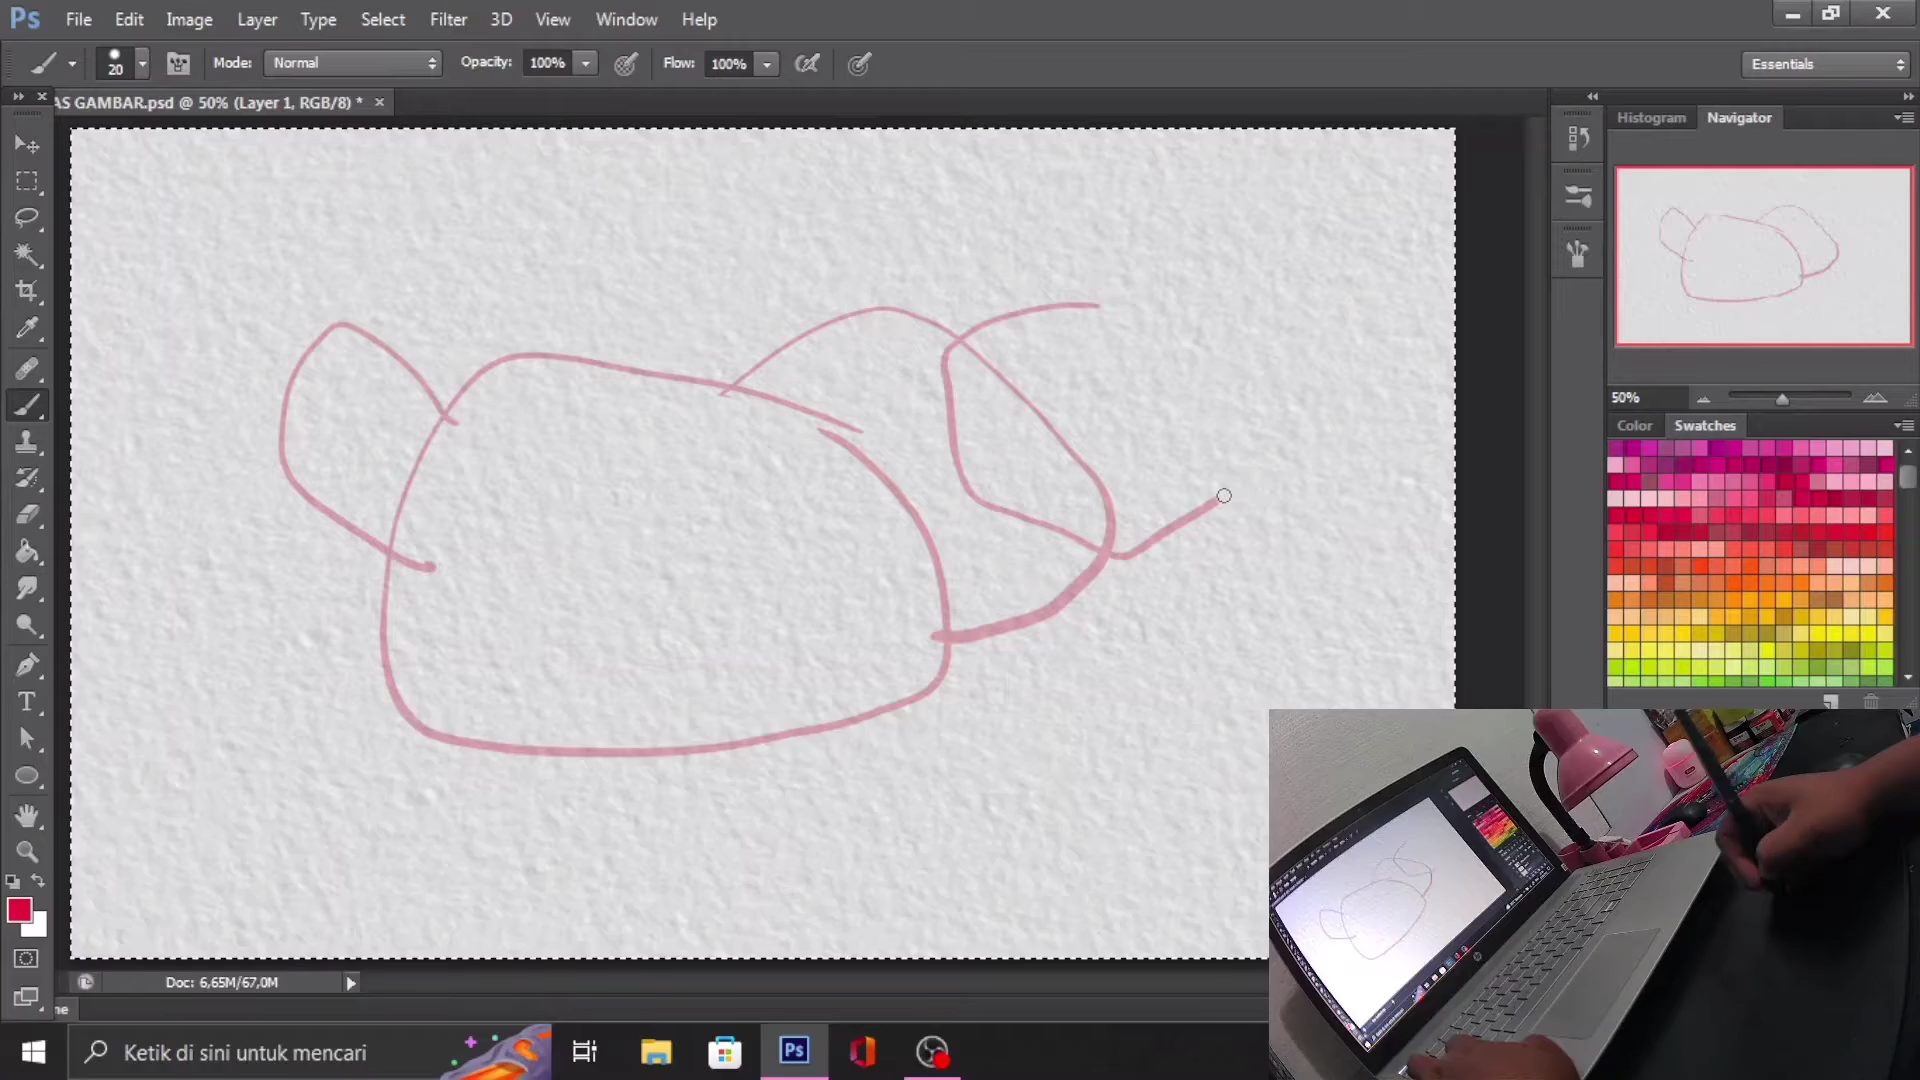 Ps File Edit Image Layer Type Select Filter 3D View Window Help
20 Mode: Normal Opacity: 100% Flow: 100% Essentials
AS GAMBAR.psd @ 50% (Layer 1, RGB/8) *
Histogram Navigator
50%
Color Swatches
T
Doc: 6,65M/67,0M
ne
Ketik di sini untuk mencari
Ps